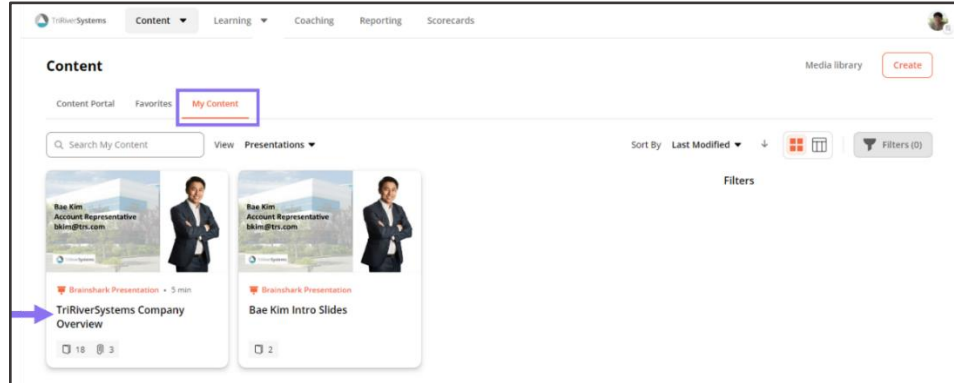 TriRiverSystems Content Learning Coaching Reporting Scorecards
Content
Media library Create
Content Portal Favorites My Content
Search My Content View Presentations Sort By Last Modified Filters (0)
Filters
Bae Kim
Account Representative
bkim@trs.com
TriRiverSystems
Brainshark Presentation • 5 min
TriRiverSystems Company
Overview
18 3
Bae Kim
Account Representative
bkim@trs.com
TriRiverSystems
Brainshark Presentation
Bae Kim Intro Slides
2